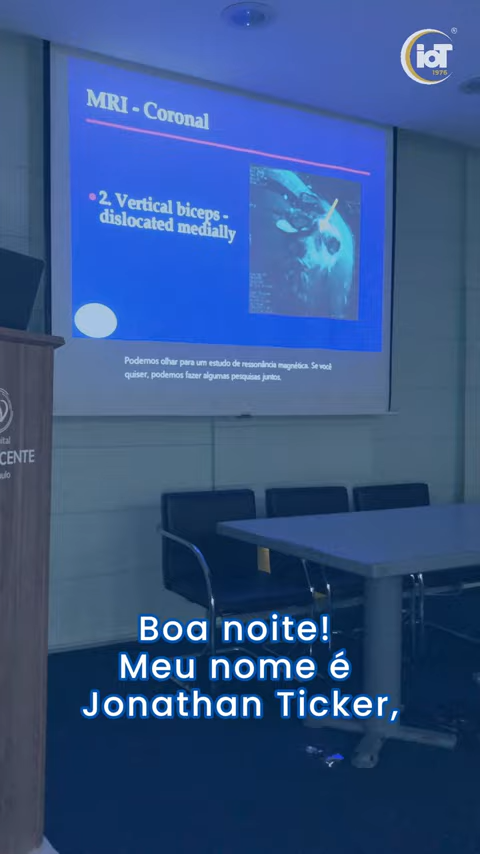 iOT
1976
MRI - Coronal
2. Vertical biceps -
dislocated medially
Podemos olhar para um estudo de ressonância magnética. Se você
quiser, podemos fazer algumas pesquisas juntos.
CENTE
Boa noite!
Meu nome é
Jonathan Ticker,